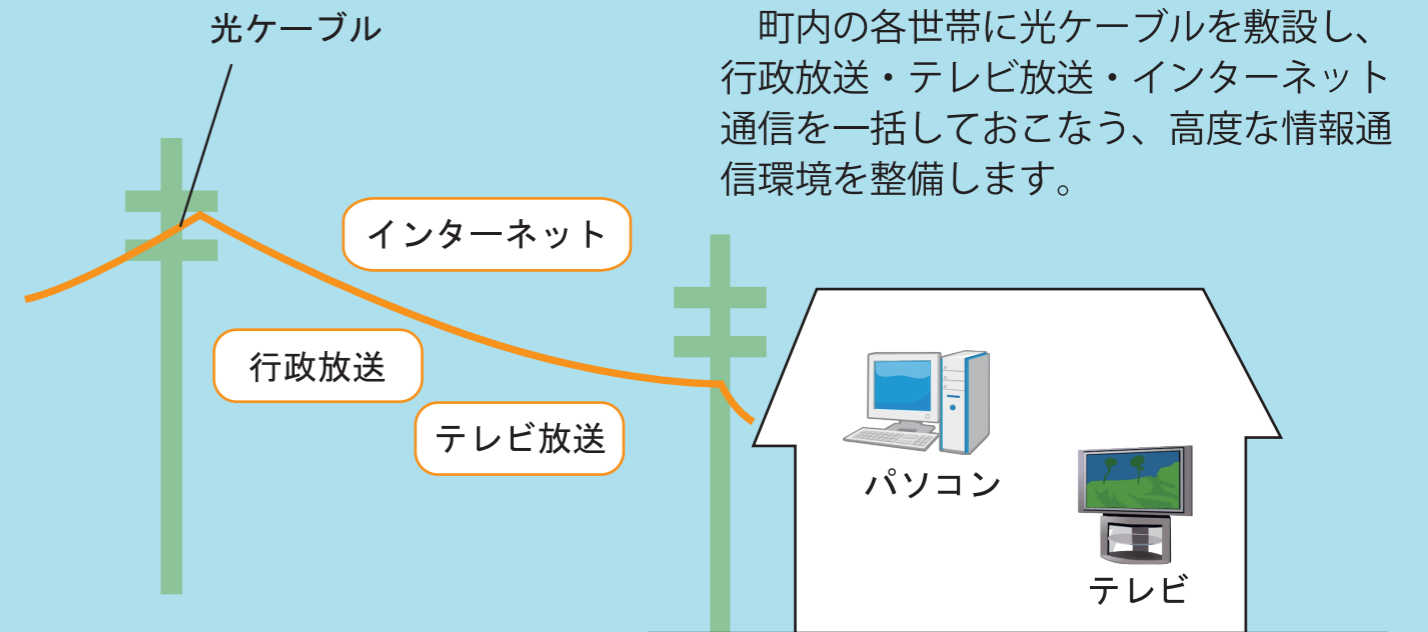 光ケーブル
　町内の各世帯に光ケーブルを敷設し、
行政放送・テレビ放送・インターネット
通信を一括しておこなう、高度な情報通
信環境を整備します。
インターネット
行政放送
テレビ放送
パソコン
テレビ